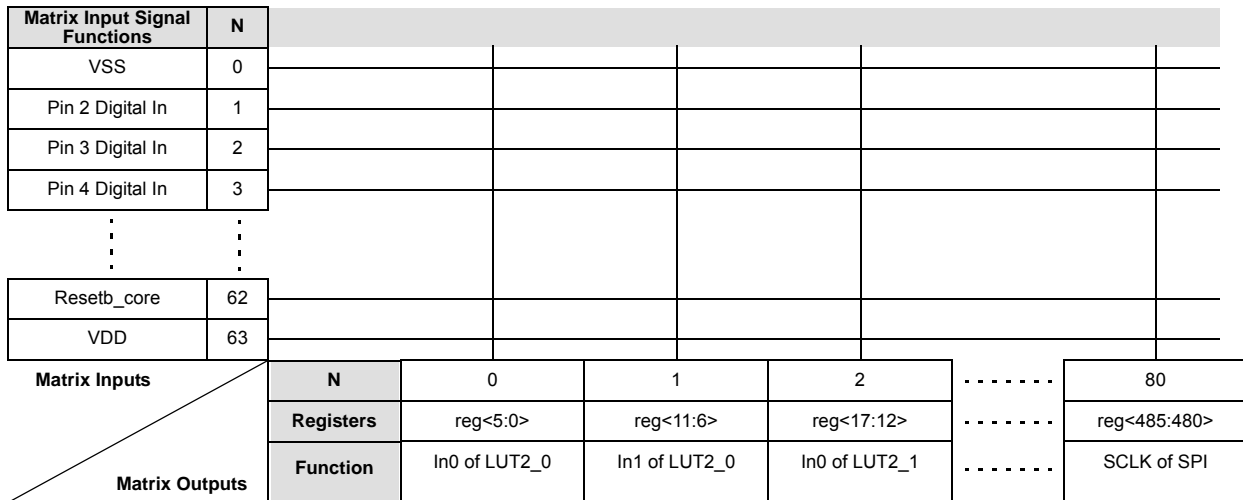 Matrix Input Signal
Functions
N
VSS 0
Pin 2 Digital In 1
Pin 3 Digital In 2
Pin 4 Digital In 3
Resetb_core 62
VDD 63
Matrix Inputs
Matrix Outputs
N 0 1 2 80
Registers reg<5:0> reg<11:6> reg<17:12> reg<485:480>
Function In0 of LUT2_0 In1 of LUT2_0 In0 of LUT2_1 SCLK of SPI